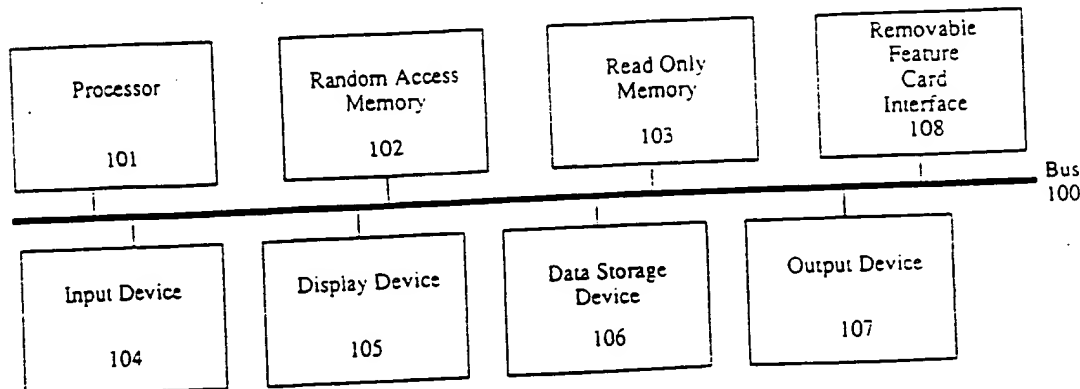 Processor
101
Random Access
Memory
102
Read Only
Memory
103
Removable
Feature
Card
Interface
108
Bus
100
Input Device
104
Display Device
105
Data Storage
Device
106
Output Device
107